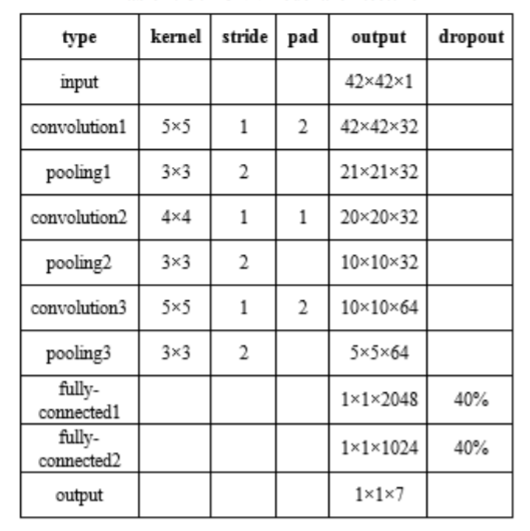 type kernel stride pad output dropout
input 42×42×1
convolution1 5×5 1 2 42×42×32
pooling1 3×3 2 21×21×32
convolution2 4×4 1 1 20×20×32
pooling2 3×3 2 10×10×32
convolution3 5×5 1 2 10×10×64
pooling3 3×3 2 5×5×64
fully-
connected1 1×1×2048 40%
fully-
connected2 1×1×1024 40%
output 1×1×7